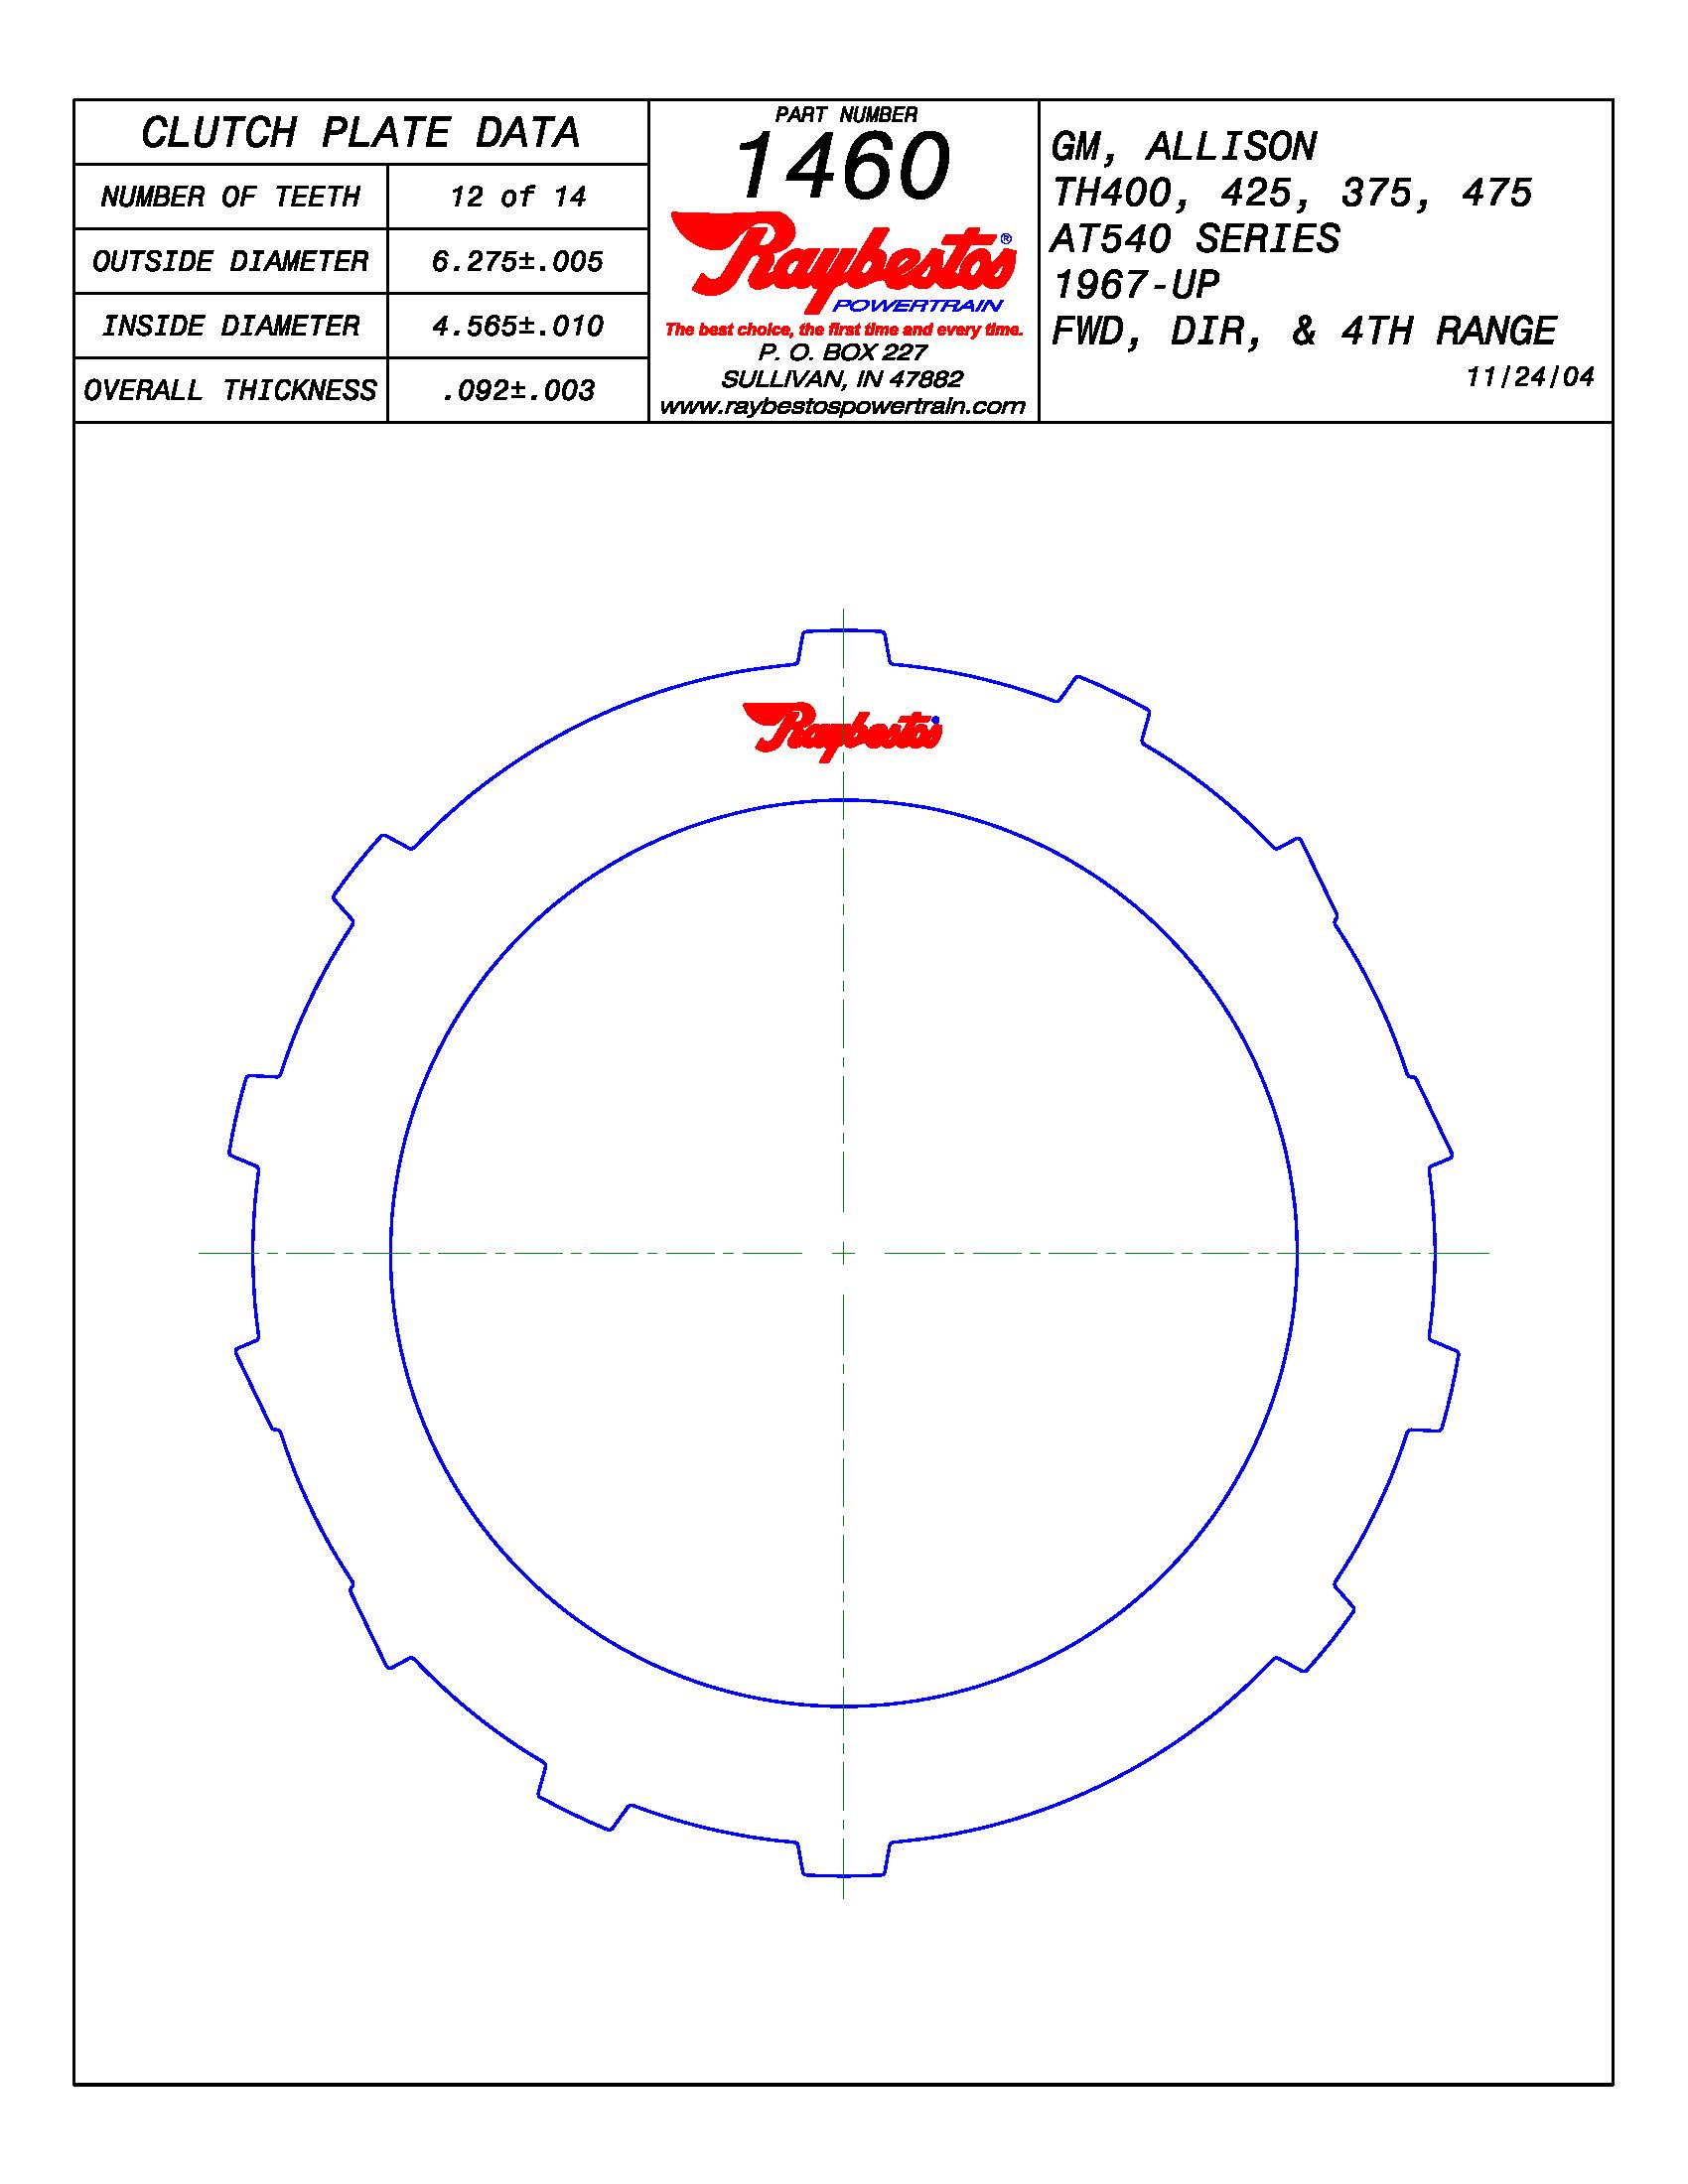 CLUTCH PLATE DATA
NUMBER OF TEETH 12 of 14
OUTSIDE DIAMETER 6.275±.005
INSIDE DIAMETER 4.565±.010
OVERALL THICKNESS .092±.003
PART NUMBER
1460
Raybestos®
POWERTRAIN
The best choice, the first time and every time.
P. O. BOX 227
SULLIVAN, IN 47882
www.raybestospowertrain.com
GM, ALLISON
TH400, 425, 375, 475
AT540 SERIES
1967-UP
FWD, DIR, & 4TH RANGE
11/24/04
Raybestos